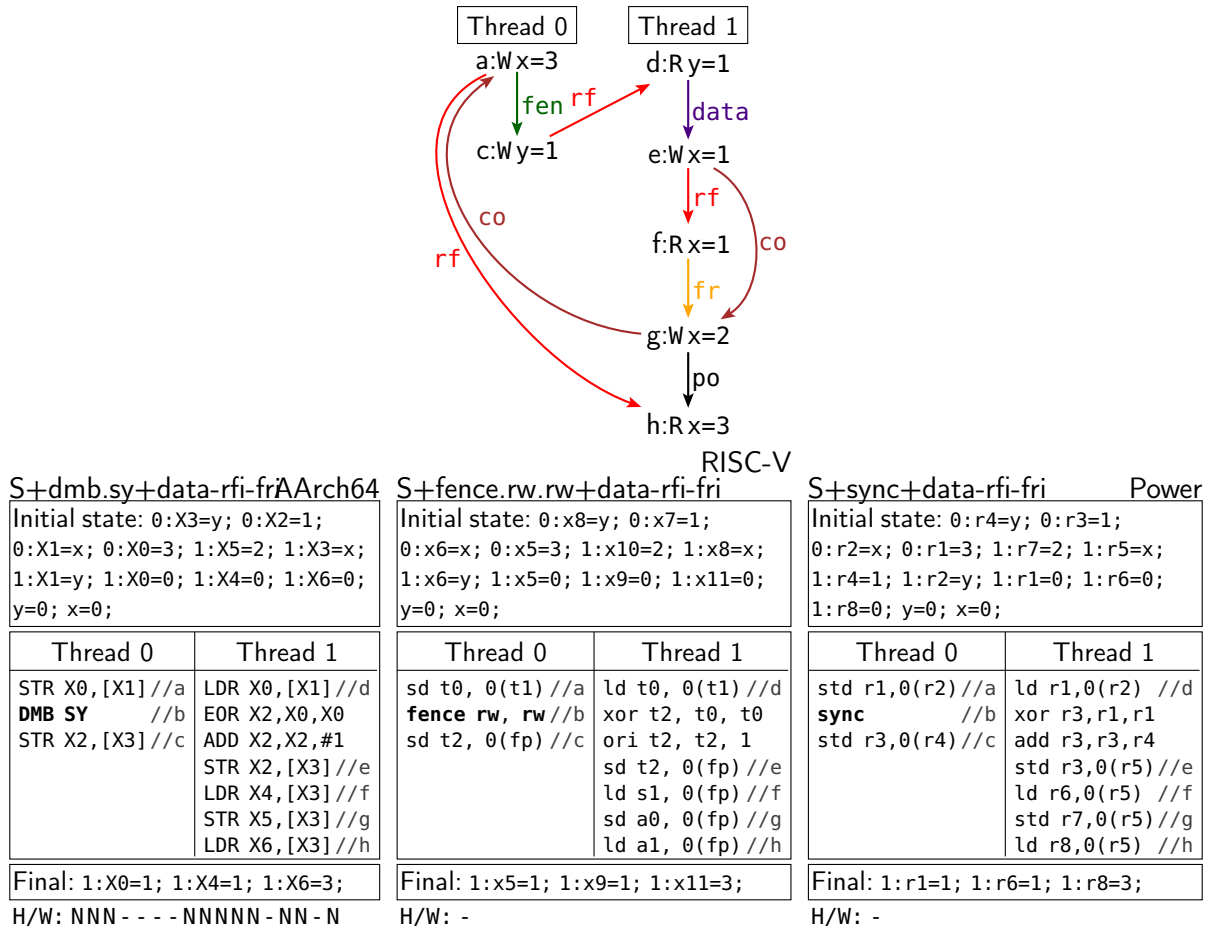 Thread 0 Thread 1
a:W x=3 d:R y=1
fen rf data
c:W y=1 e:W x=1
rf
co
f:R x=1 co
rf
fr
g:W x=2
po
h:R x=3
S+dmb.sy+data-rfi-fri AArch64
Initial state: 0:X3=y; 0:X2=1;
0:X1=x; 0:X0=3; 1:X5=2; 1:X3=x;
1:X1=y; 1:X0=0; 1:X4=0; 1:X6=0;
y=0; x=0;
Thread 0 Thread 1
STR X0,[X1]//a LDR X0,[X1]//d
DMB SY //b EOR X2,X0,X0
STR X2,[X3]//c ADD X2,X2,#1
STR X2,[X3]//e
LDR X4,[X3]//f
STR X5,[X3]//g
LDR X6,[X3]//h
Final: 1:X0=1; 1:X4=1; 1:X6=3;
H/W: NNN----NNNNN-NN-N
RISC-V
S+fence.rw.rw+data-rfi-fri
Initial state: 0:x8=y; 0:x7=1;
0:x6=x; 0:x5=3; 1:x10=2; 1:x8=x;
1:x6=y; 1:x5=0; 1:x9=0; 1:x11=0;
y=0; x=0;
Thread 0 Thread 1
sd t0, 0(t1)//a ld t0, 0(t1)//d
fence rw, rw//b xor t2, t0, t0
sd t2, 0(fp)//c ori t2, t2, 1
sd t2, 0(fp)//e
ld s1, 0(fp)//f
sd a0, 0(fp)//g
ld a1, 0(fp)//h
Final: 1:x5=1; 1:x9=1; 1:x11=3;
H/W: -
S+sync+data-rfi-fri Power
Initial state: 0:r4=y; 0:r3=1;
0:r2=x; 0:r1=3; 1:r7=2; 1:r5=x;
1:r4=1; 1:r2=y; 1:r1=0; 1:r6=0;
1:r8=0; y=0; x=0;
Thread 0 Thread 1
std r1,0(r2)//a ld r1,0(r2) //d
sync //b xor r3,r1,r1
std r3,0(r4)//c add r3,r3,r4
std r3,0(r5)//e
ld r6,0(r5) //f
std r7,0(r5)//g
ld r8,0(r5) //h
Final: 1:r1=1; 1:r6=1; 1:r8=3;
H/W: -